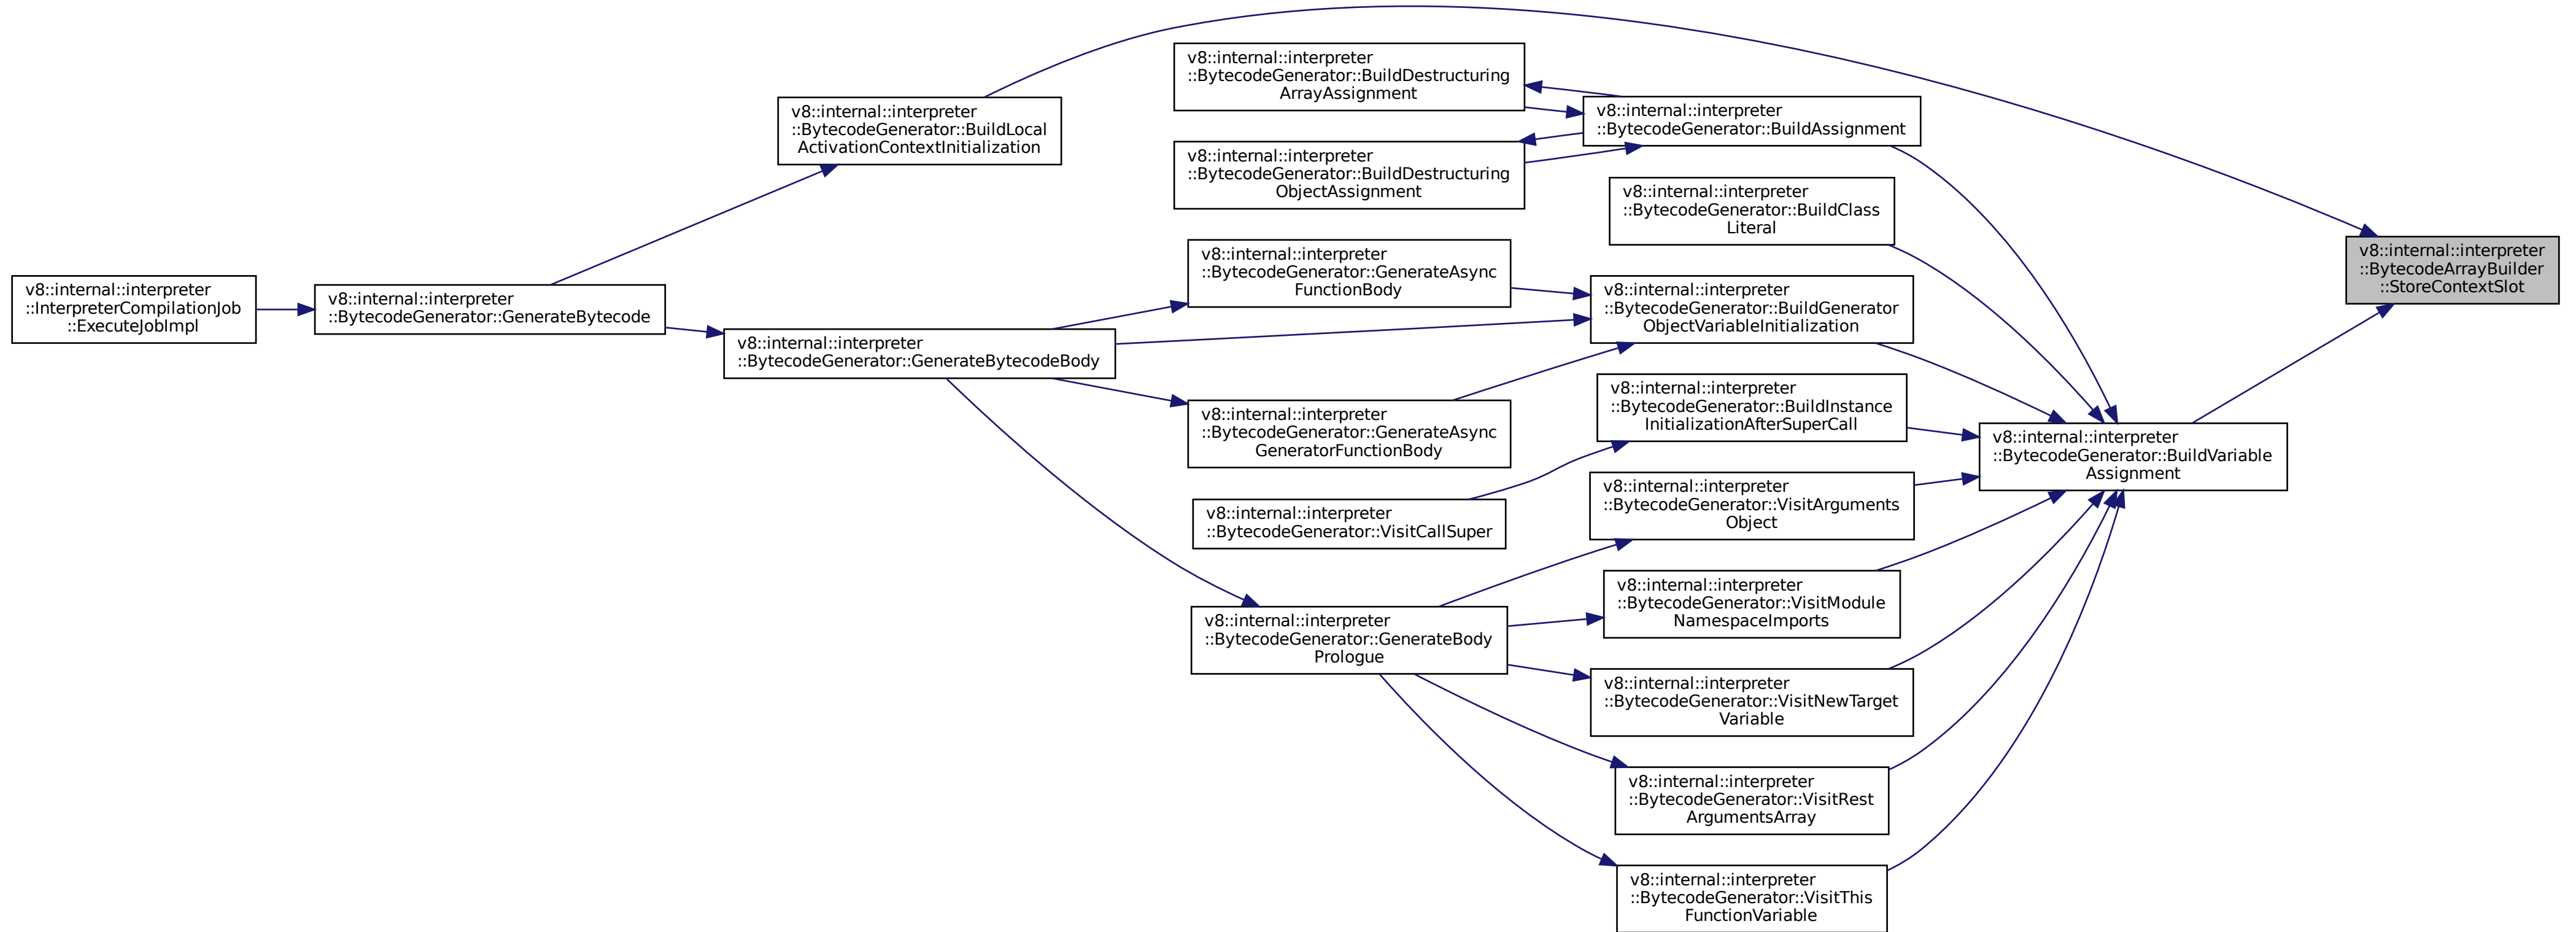 v8::internal::interpreter
::InterpreterCompilationJob
::ExecuteJobImpl
v8::internal::interpreter
::BytecodeGenerator::GenerateBytecode
v8::internal::interpreter
::BytecodeGenerator::BuildLocal
ActivationContextInitialization
v8::internal::interpreter
::BytecodeGenerator::GenerateBytecodeBody
v8::internal::interpreter
::BytecodeGenerator::BuildDestructuring
ArrayAssignment
v8::internal::interpreter
::BytecodeGenerator::BuildDestructuring
ObjectAssignment
v8::internal::interpreter
::BytecodeGenerator::GenerateAsync
FunctionBody
v8::internal::interpreter
::BytecodeGenerator::GenerateAsync
GeneratorFunctionBody
v8::internal::interpreter
::BytecodeGenerator::VisitCallSuper
v8::internal::interpreter
::BytecodeGenerator::GenerateBody
Prologue
v8::internal::interpreter
::BytecodeGenerator::BuildAssignment
v8::internal::interpreter
::BytecodeGenerator::BuildClass
Literal
v8::internal::interpreter
::BytecodeGenerator::BuildGenerator
ObjectVariableInitialization
v8::internal::interpreter
::BytecodeGenerator::BuildInstance
InitializationAfterSuperCall
v8::internal::interpreter
::BytecodeGenerator::VisitArguments
Object
v8::internal::interpreter
::BytecodeGenerator::VisitModule
NamespaceImports
v8::internal::interpreter
::BytecodeGenerator::VisitNewTarget
Variable
v8::internal::interpreter
::BytecodeGenerator::VisitRest
ArgumentsArray
v8::internal::interpreter
::BytecodeGenerator::VisitThis
FunctionVariable
v8::internal::interpreter
::BytecodeGenerator::BuildVariable
Assignment
v8::internal::interpreter
::BytecodeArrayBuilder
::StoreContextSlot